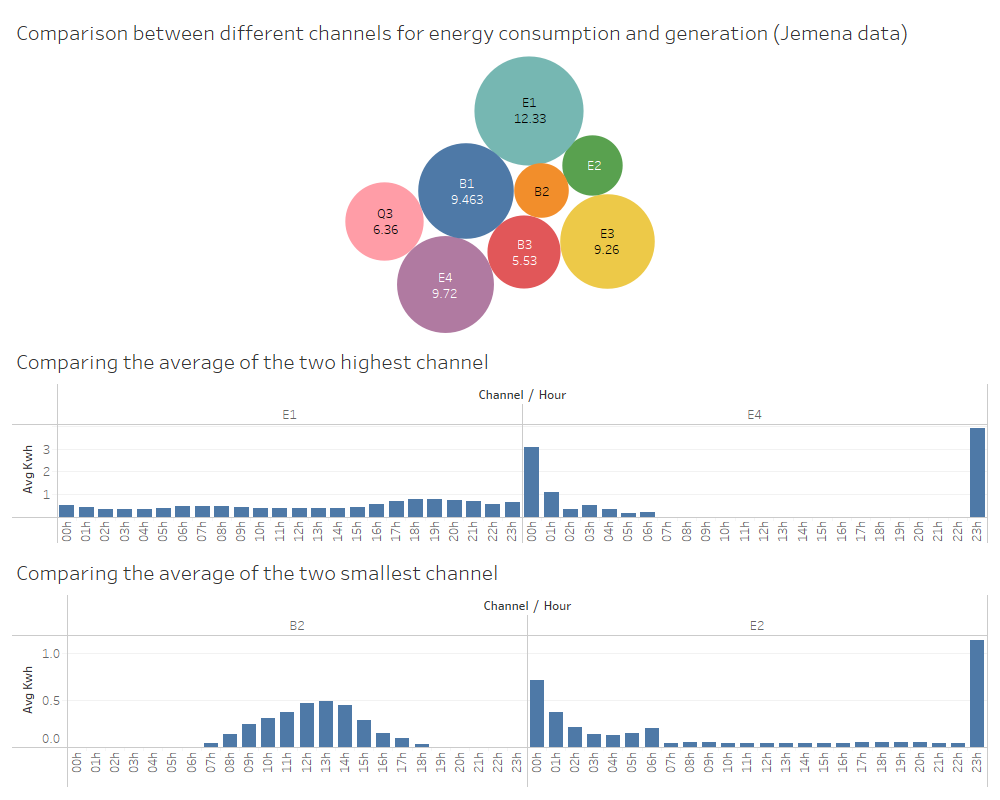 Comparison between different channels for energy consumption and generation (Jemena data)
E1
12.33
E2
B1
9.463
B2
Q3
6.36
E3
9.26
B3
5.53
E4
9.72
Comparing the average of the two highest channel
Channel / Hour
E1 E4
Avg Kwh
3
2
1
00h 01h 02h 03h 04h 05h 06h 07h 08h 09h 10h 11h 12h 13h 14h 15h 16h 17h 18h 19h 20h 21h 22h 23h 00h 01h 02h 03h 04h 05h 06h 07h 08h 09h 10h 11h 12h 13h 14h 15h 16h 17h 18h 19h 20h 21h 22h 23h
Comparing the average of the two smallest channel
Channel / Hour
B2 E2
Avg Kwh
1.0
0.5
0.0
00h 01h 02h 03h 04h 05h 06h 07h 08h 09h 10h 11h 12h 13h 14h 15h 16h 17h 18h 19h 20h 21h 22h 23h 00h 01h 02h 03h 04h 05h 06h 07h 08h 09h 10h 11h 12h 13h 14h 15h 16h 17h 18h 19h 20h 21h 22h 23h